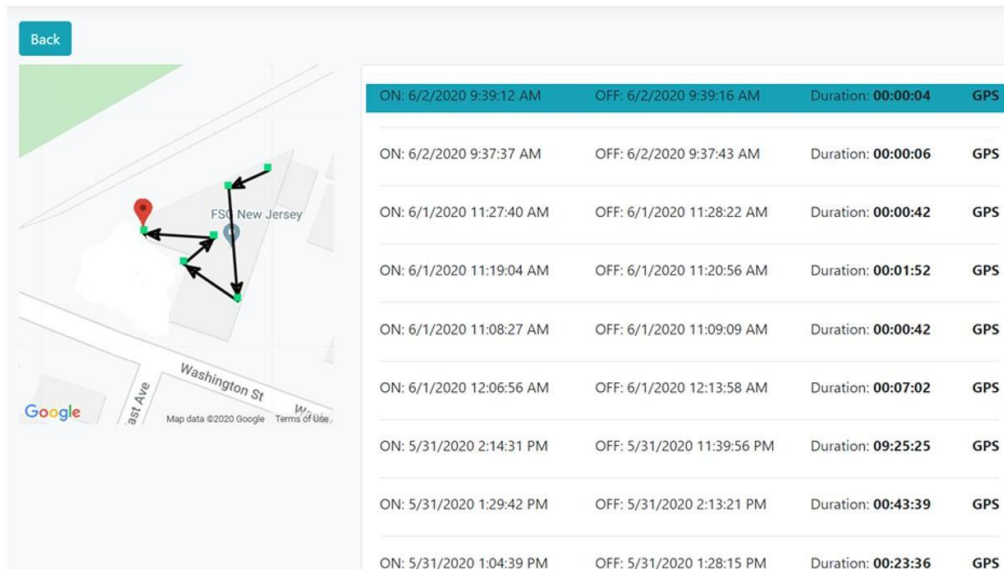 Back
FSC New Jersey
Washington St
ast Ave
Google
Map data ©2020 Google Terms of Use
ON: 6/2/2020 9:39:12 AM OFF: 6/2/2020 9:39:16 AM Duration: 00:00:04 GPS
ON: 6/2/2020 9:37:37 AM OFF: 6/2/2020 9:37:43 AM Duration: 00:00:06 GPS
ON: 6/1/2020 11:27:40 AM OFF: 6/1/2020 11:28:22 AM Duration: 00:00:42 GPS
ON: 6/1/2020 11:19:04 AM OFF: 6/1/2020 11:20:56 AM Duration: 00:01:52 GPS
ON: 6/1/2020 11:08:27 AM OFF: 6/1/2020 11:09:09 AM Duration: 00:00:42 GPS
ON: 6/1/2020 12:06:56 AM OFF: 6/1/2020 12:13:58 AM Duration: 00:07:02 GPS
ON: 5/31/2020 2:14:31 PM OFF: 5/31/2020 11:39:56 PM Duration: 09:25:25 GPS
ON: 5/31/2020 1:29:42 PM OFF: 5/31/2020 2:13:21 PM Duration: 00:43:39 GPS
ON: 5/31/2020 1:04:39 PM OFF: 5/31/2020 1:28:15 PM Duration: 00:23:36 GPS